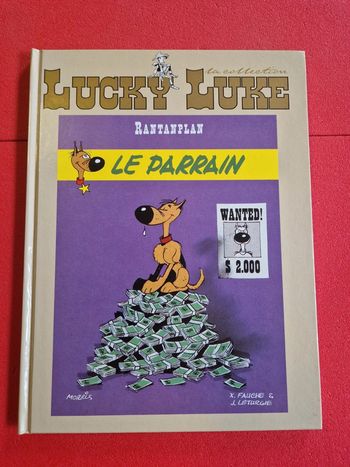 la collection
LUCKY LUKE
RANTANPLAN
LE PARRAIN
WANTED!
$ 2.000
MORRIS
X. FAUCHE &
J. LETURGIE